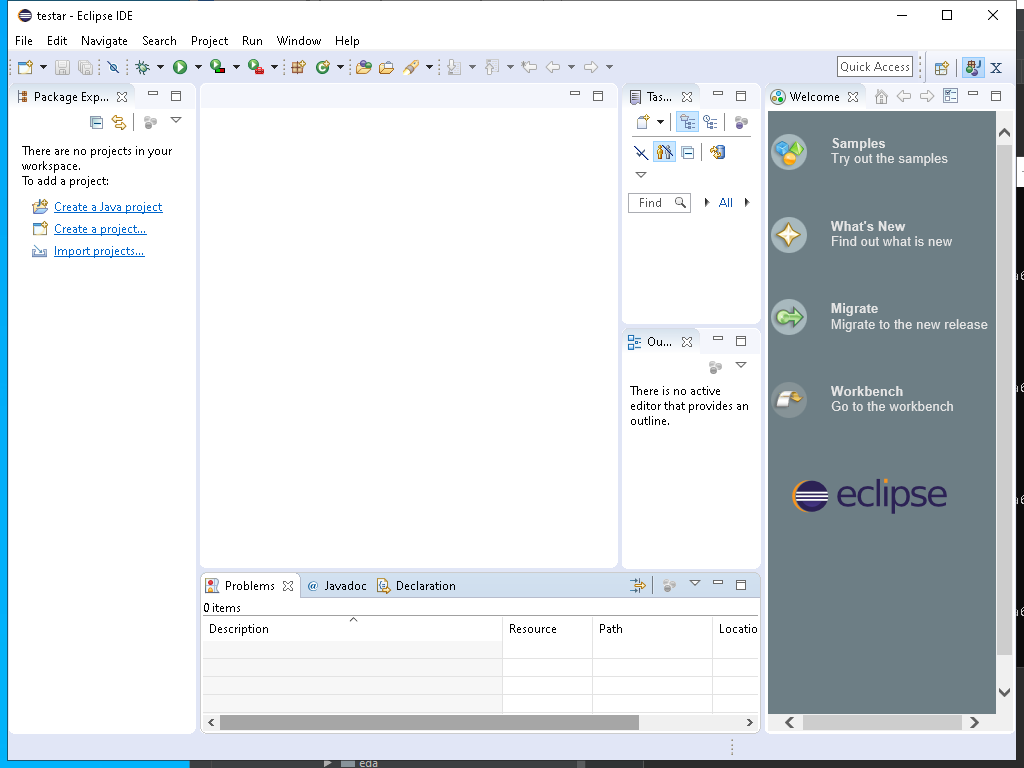 testar - Eclipse IDE
File Edit Navigate Search Project Run Window Help
Quick Access
Package Exp...
There are no projects in your
workspace.
To add a project:
Create a Java project
Create a project...
Import projects...
Tas...
Find
All
Ou...
There is no active
editor that provides an
outline.
Welcome
Samples
Try out the samples
What's New
Find out what is new
Migrate
Migrate to the new release
Workbench
Go to the workbench
eclipse
Problems @ Javadoc Declaration
0 items
Description Resource Path Locatio
eda